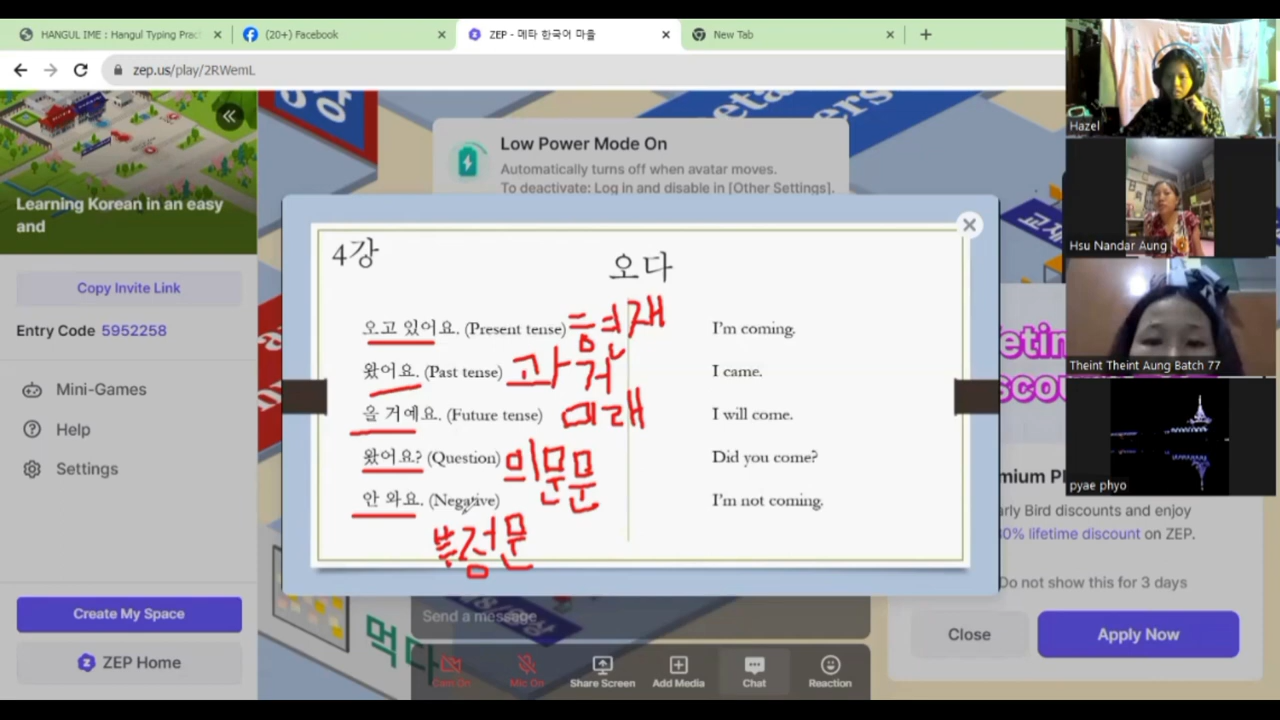 HANGUL IME : Hangul Typing Prac
(20+) Facebook
ZEP - 메타 한국어 마을
New Tab
zep.us/play/2RWemL
Learning Korean in an easy
and
Copy Invite Link
Entry Code 5952258
Mini-Games
Help
Settings
Create My Space
ZEP Home
Low Power Mode On
Automatically turns off when avatar moves.
To deactivate: Log in and disable in [Other Settings].
4강
오다
오고 있어요. (Present tense) 현재 I'm coming.
왔어요. (Past tense) 과거 I came.
올 거예요. (Future tense) 미래 I will come.
왔어요? (Question) 의문문 Did you come?
안 와요. (Negative) I'm not coming.
부정문
먹다
Send a message
Cam On
Mic On
Share Screen
Add Media
Chat
Reaction
arly Bird discounts and enjoy
0% lifetime discount on ZEP.
Do not show this for 3 days
Close
Apply Now
Hazel
Hsu Nandar Aung
Theint Theint Aung Batch 77
pyae phyo